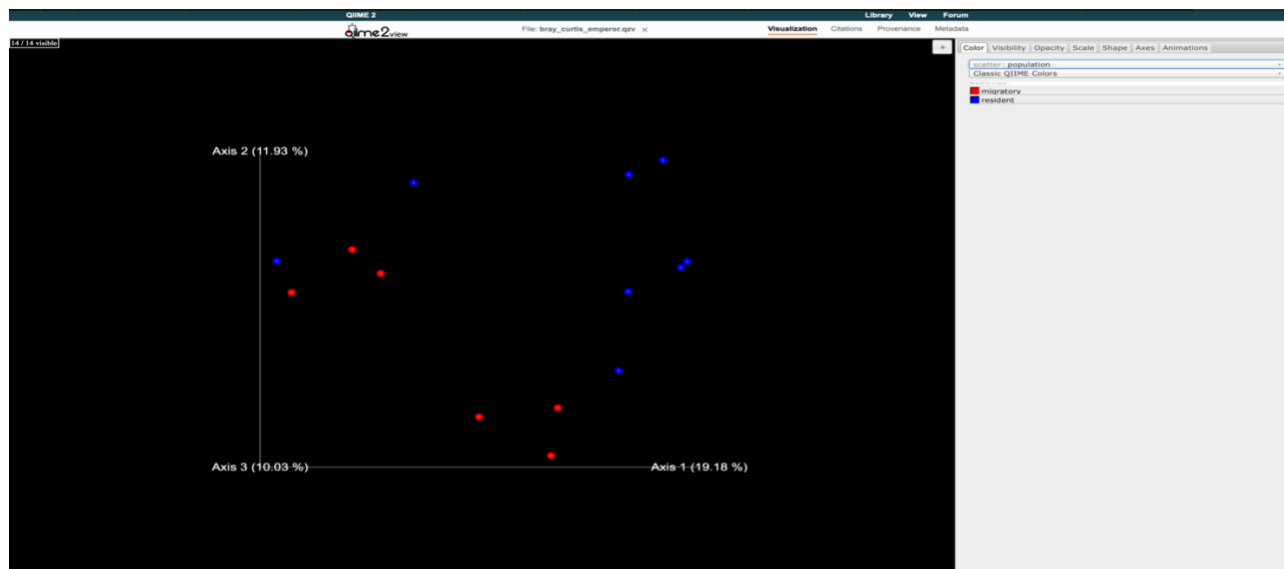 QIIME 2 Library View Forum
qiime2view File: bray_curtis_emperor.qzv × Visualization Citations Provenance Metadata
14 / 14 visible
Color Visibility Opacity Scale Shape Axes Animations
scatter: population
Classic QIIME Colors
migratory
resident
Axis 2 (11.93 %)
Axis 3 (10.03 %) Axis 1 (19.18 %)